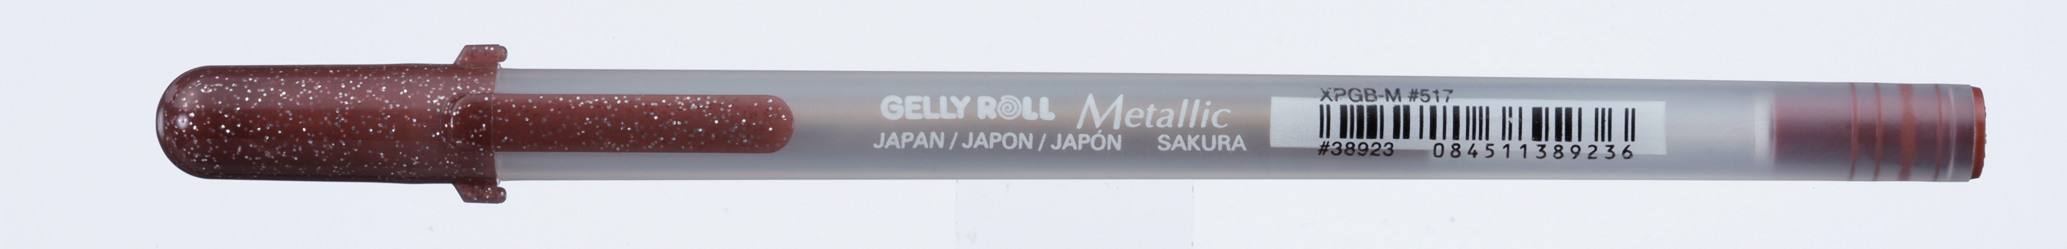 GELLY ROLL Metallic
JAPAN / JAPON / JAPÓN SAKURA
XPGB-M #517
#38923 084511389236